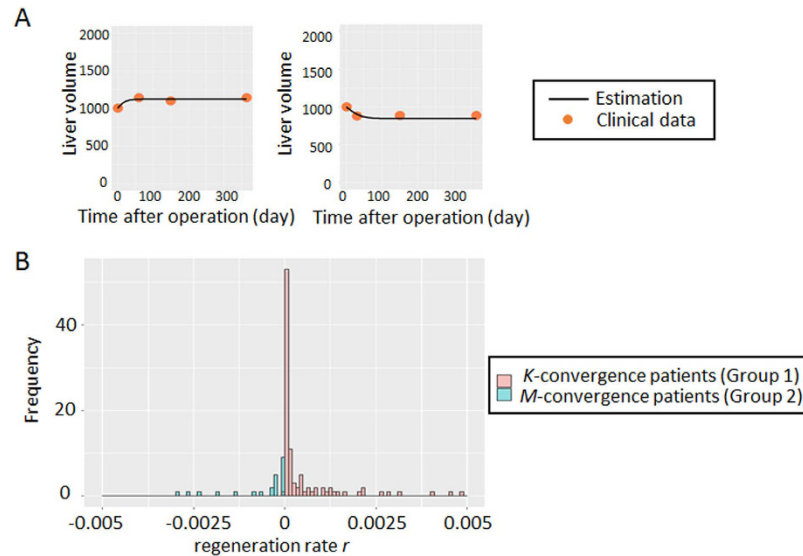 A
2000
1500
1000
500
0
Liver volume
0 100 200 300
Time after operation (day)
2000
1500
1000
500
0
Liver volume
0 100 200 300
Time after operation (day)
Estimation
Clinical data
B
40
20
0
Frequency
-0.005 -0.0025 0 0.0025 0.005
regeneration rate r
K-convergence patients (Group 1)
M-convergence patients (Group 2)